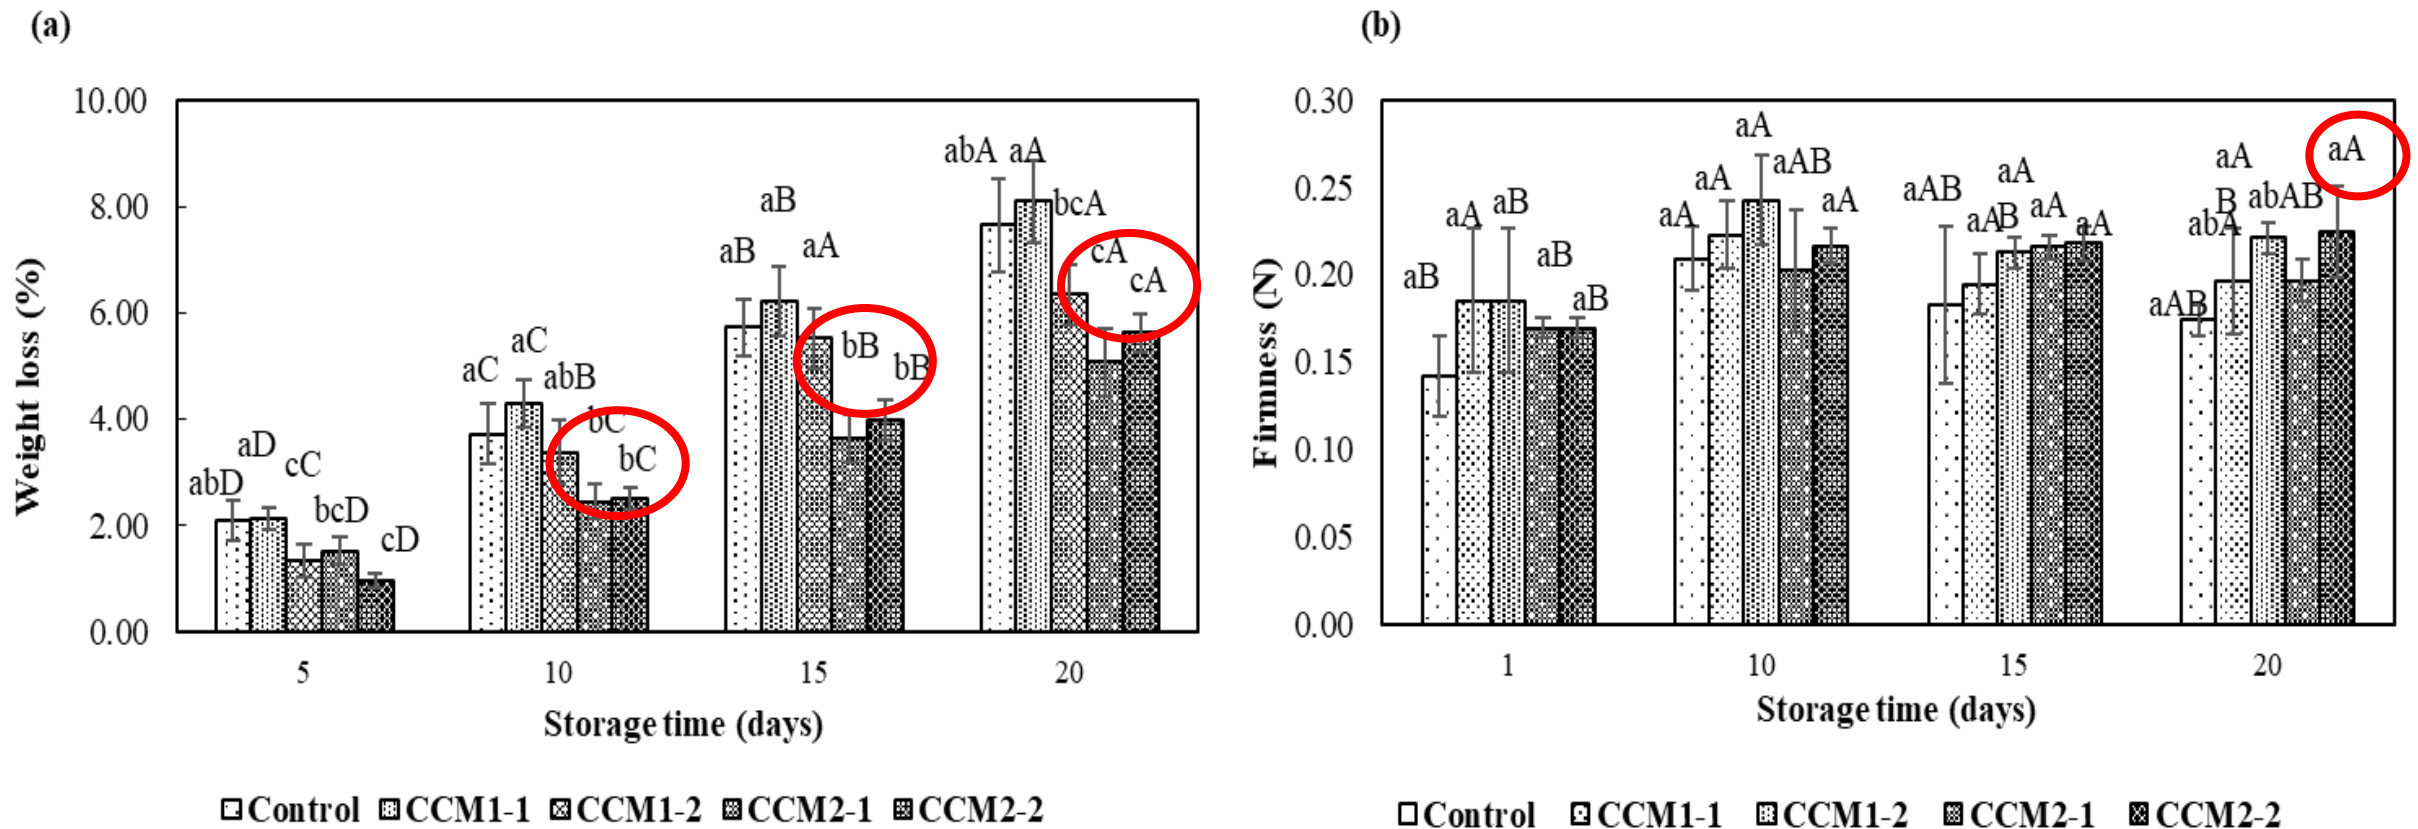 (a)
Weight loss (%)
10.00
8.00
6.00
4.00
2.00
0.00
abD
aD
cC
bcD
cD
aC
aC
abB
bC
bC
aB
aB
aA
bB
bB
abA
aA
bcA
cA
cA
5
10
15
20
Storage time (days)
Control
CCM1-1
CCM1-2
CCM2-1
CCM2-2
(b)
Firmness (N)
0.30
0.25
0.20
0.15
0.10
0.05
0.00
aB
aA
aB
aB
aB
aA
aA
aA
aAB
aA
aAB
aA
B
aA
aA
aA
aAB
abA
B
aA
abAB
aA
1
10
15
20
Storage time (days)
Control
CCM1-1
CCM1-2
CCM2-1
CCM2-2